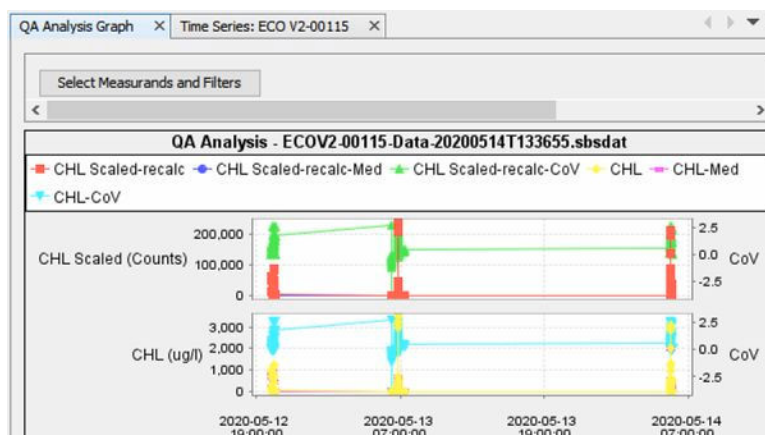 QA Analysis Graph X Time Series: ECO V2-00115 X
Select Measurands and Filters
QA Analysis - ECOV2-00115-Data-20200514T133655.sbsdat
CHL Scaled-recalc CHL Scaled-recalc-Med CHL Scaled-recalc-CoV CHL CHL-Med
CHL-CoV
200,000
100,000
0
CHL Scaled (Counts)
2.5
0.0
-2.5
CoV
3,000
2,000
1,000
0
CHL (ug/l)
2.5
0.0
-2.5
CoV
2020-05-12 2020-05-13 2020-05-13 2020-05-14
19:00:00 07:00:00 19:00:00 07:00:00